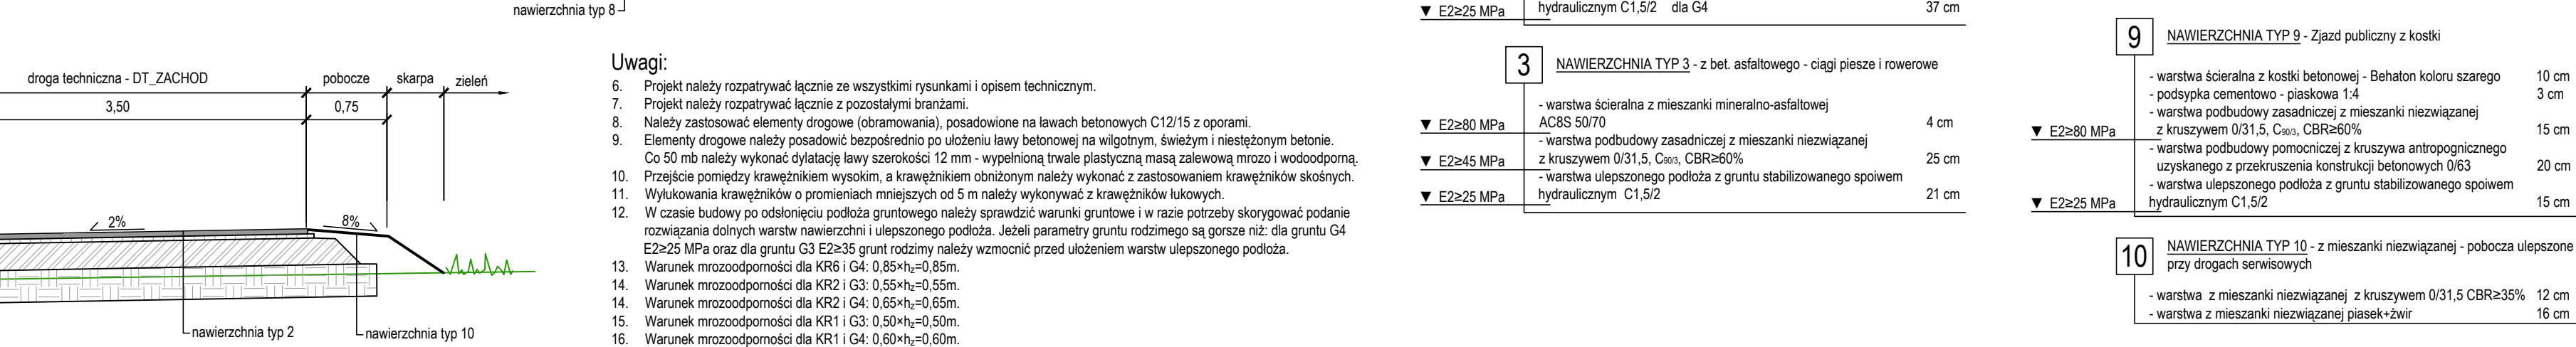 nawierzchnia typ 8
droga techniczna - DT_ZACHOD
pobocze
skarpa
zieleń
3,50
0,75
2%
8%
nawierzchnia typ 2
nawierzchnia typ 10
Uwagi:
6. Projekt należy rozpatrywać łącznie ze wszystkimi rysunkami i opisem technicznym.
7. Projekt należy rozpatrywać łącznie z pozostałymi branżami.
8. Należy zastosować elementy drogowe (obramowania), posadowione na ławach betonowych C12/15 z oporami.
9. Elementy drogowe należy posadowić bezpośrednio po ułożeniu ławy betonowej na wilgotnym, świeżym i niestężonym betonie.
Co 50 mb należy wykonać dylatację ławy szerokości 12 mm - wypełnioną trwale plastyczną masą zalewową mrozo i wodoodporną.
10. Przejście pomiędzy krawężnikiem wysokim, a krawężnikiem obniżonym należy wykonać z zastosowaniem krawężników skośnych.
11. Wyłukowania krawężników o promieniach mniejszych od 5 m należy wykonywać z krawężników łukowych.
12. W czasie budowy po odsłonięciu podłoża gruntowego należy sprawdzić warunki gruntowe i w razie potrzeby skorygować podanie
rozwiązania dolnych warstw nawierzchni i ulepszonego podłoża. Jeżeli parametry gruntu rodzimego są gorsze niż: dla gruntu G4
E2≥25 MPa oraz dla gruntu G3 E2≥35 grunt rodzimy należy wzmocnić przed ułożeniem warstw ulepszonego podłoża.
13. Warunek mrozoodporności dla KR6 i G4: 0,85×hz=0,85m.
14. Warunek mrozoodporności dla KR2 i G3: 0,55×hz=0,55m.
14. Warunek mrozoodporności dla KR2 i G4: 0,65×hz=0,65m.
15. Warunek mrozoodporności dla KR1 i G3: 0,50×hz=0,50m.
16. Warunek mrozoodporności dla KR1 i G4: 0,60×hz=0,60m.
▼ E2≥25 MPa hydraulicznym C1,5/2 dla G4 37 cm
3 NAWIERZCHNIA TYP 3 - z bet. asfaltowego - ciągi piesze i rowerowe
- warstwa ścieralna z mieszanki mineralno-asfaltowej
▼ E2≥80 MPa AC8S 50/70 4 cm
- warstwa podbudowy zasadniczej z mieszanki niezwiązanej
▼ E2≥45 MPa z kruszywem 0/31,5, C90/3, CBR≥60% 25 cm
- warstwa ulepszonego podłoża z gruntu stabilizowanego spoiwem
▼ E2≥25 MPa hydraulicznym C1,5/2 21 cm
9 NAWIERZCHNIA TYP 9 - Zjazd publiczny z kostki
- warstwa ścieralna z kostki betonowej - Behaton koloru szarego 10 cm
- podsypka cementowo - piaskowa 1:4 3 cm
- warstwa podbudowy zasadniczej z mieszanki niezwiązanej
▼ E2≥80 MPa z kruszywem 0/31,5, C90/3, CBR≥60% 15 cm
- warstwa podbudowy pomocniczej z kruszywa antropognicznego
uzyskanego z przekruszenia konstrukcji betonowych 0/63 20 cm
- warstwa ulepszonego podłoża z gruntu stabilizowanego spoiwem
▼ E2≥25 MPa hydraulicznym C1,5/2 15 cm
10 NAWIERZCHNIA TYP 10 - z mieszanki niezwiązanej - pobocza ulepszone
przy drogach serwisowych
- warstwa z mieszanki niezwiązanej z kruszywem 0/31,5 CBR≥35% 12 cm
- warstwa z mieszanki niezwiązanej piasek+żwir 16 cm